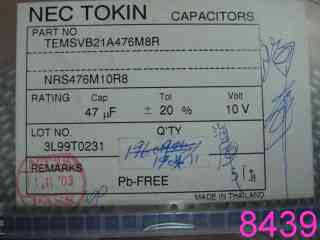 NEC TOKIN CAPACITORS
PART NO
TEMSVB21A476M8R
NRS476M10R8
RATING Cap Tol Volt
47 µF ± 20% 10 V
LOT NO. Q'TY
3L99T0231
REMARKS
Pb-FREE
PASS
MADE IN THAILAND
8439